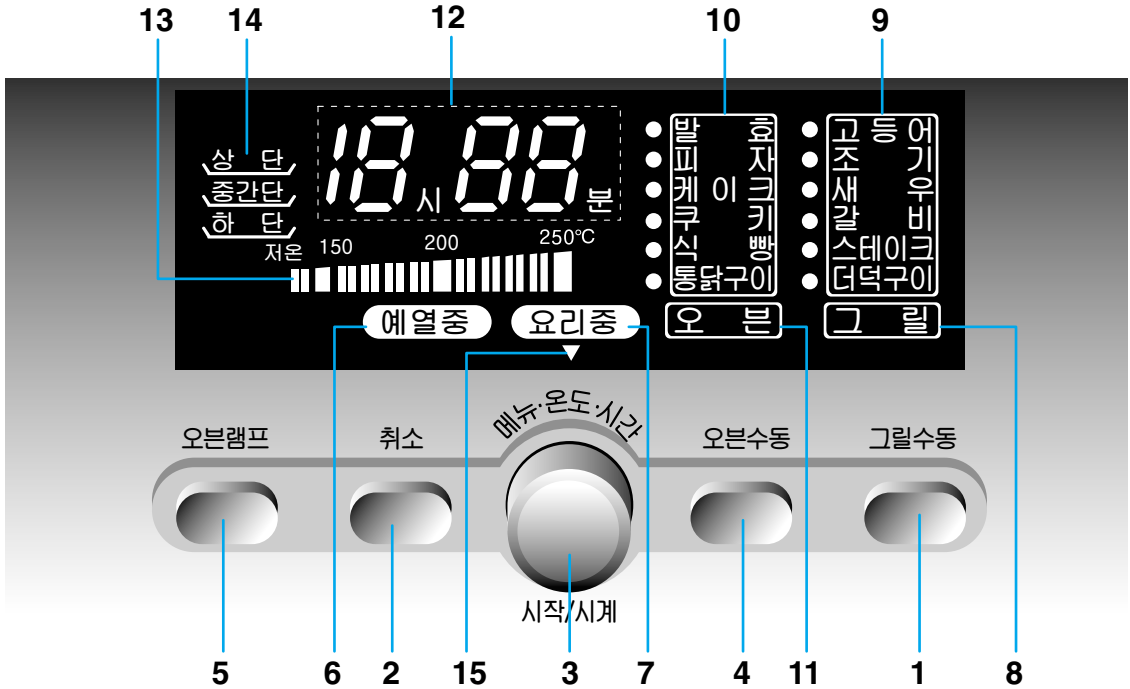 13 14 12 10 9
상 단
중간단
하 단
18 시 88 분
저온 150 200 250℃
발 효
피 자
케 이 크
쿠 키
식 빵
통닭구이
오 븐
고 등 어
조 기
새 우
갈 비
스테이크
더덕구이
그 릴
예열중 요리중
메뉴·온도·시간
오븐램프 취소 오븐수동 그릴수동
시작/시계
5 6 2 15 3 7 4 11 1 8